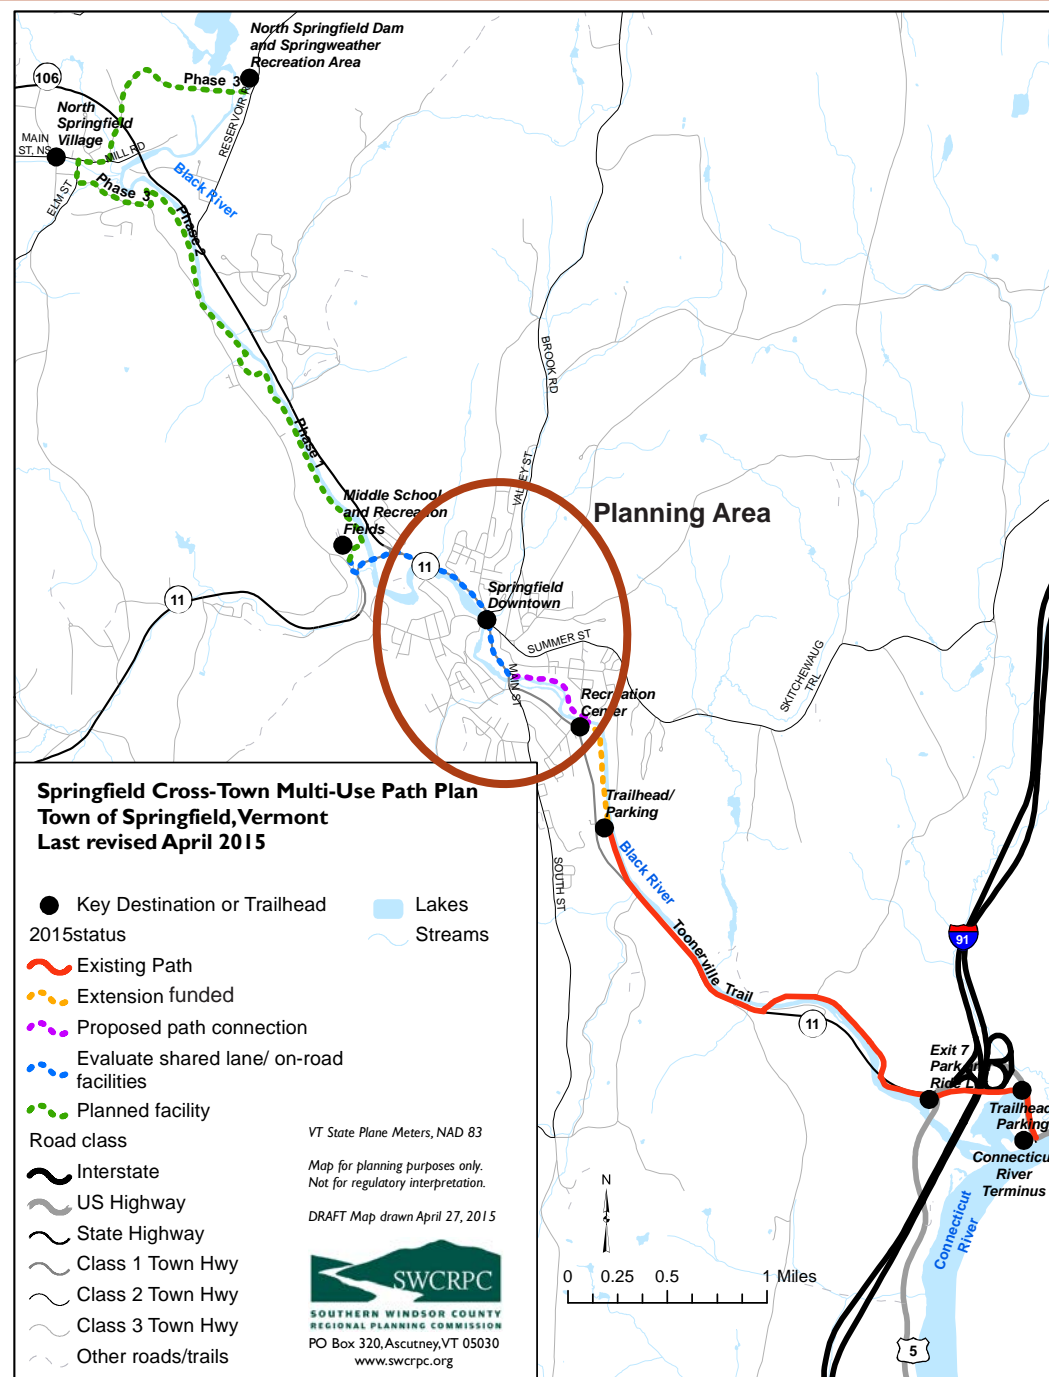 North Springfield Dam
and Springweather
Recreation Area
106
Phase 3
North
Springfield
Village
MAIN
ST, NS
MILL RD
RESERVOIR R
Black River
ELM ST
Phase 3
Phase 2
BROOK RD
Phase 1
VALLEY ST
Middle School
and Recreation
Fields
Planning Area
11
11
Springfield
Downtown
SUMMER ST
SKITCHEWAUG
TRL
MAIN ST
Recreation
Center
Trailhead/
Parking
Black River
SOUTH ST
Toonerville Trail
91
11
Exit 7
Park and
Ride L
Trailhead
Parking
Connecticu
River
Terminus
Connecticut
River
5
Springfield Cross-Town Multi-Use Path Plan
Town of Springfield,Vermont
Last revised April 2015
Key Destination or Trailhead
Lakes
2015status
Streams
Existing Path
Extension funded
Proposed path connection
Evaluate shared lane/ on-road
facilities
Planned facility
Road class
Interstate
US Highway
State Highway
Class 1 Town Hwy
Class 2 Town Hwy
Class 3 Town Hwy
Other roads/trails
VT State Plane Meters, NAD 83
Map for planning purposes only.
Not for regulatory interpretation.
DRAFT Map drawn April 27, 2015
SWCRPC
SOUTHERN WINDSOR COUNTY
REGIONAL PLANNING COMMISSION
PO Box 320, Ascutney, VT 05030
www.swcrpc.org
N
0 0.25 0.5 1 Miles